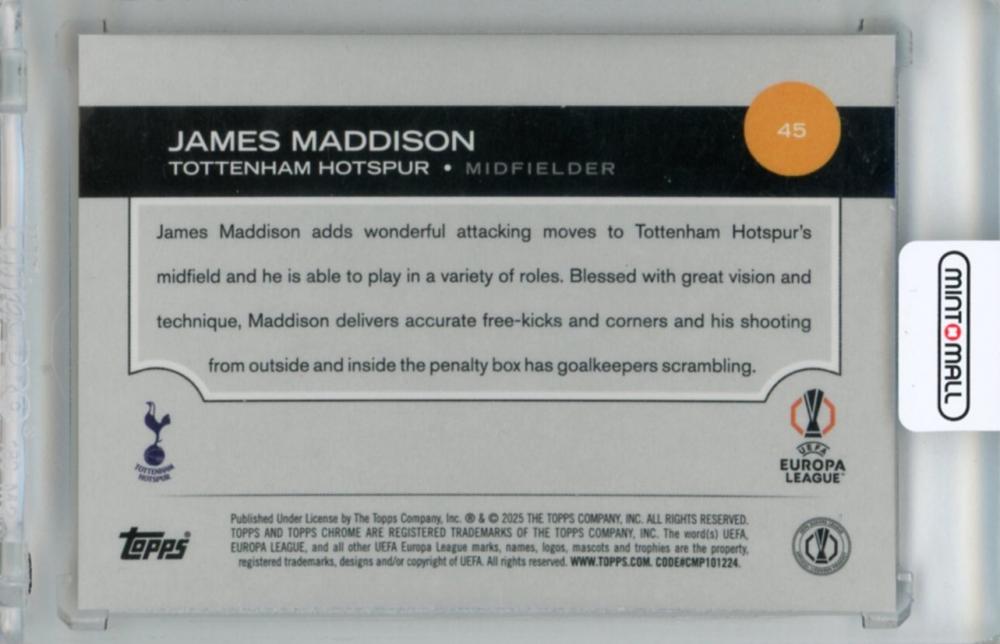 JAMES MADDISON
TOTTENHAM HOTSPUR • MIDFIELDER
45
James Maddison adds wonderful attacking moves to Tottenham Hotspur's
midfield and he is able to play in a variety of roles. Blessed with great vision and
technique, Maddison delivers accurate free-kicks and corners and his shooting
from outside and inside the penalty box has goalkeepers scrambling.
TOTTENHAM
HOTSPUR
UEFA
EUROPA
LEAGUE™
topps®
Published Under License by The Topps Company, Inc. ® & © 2025 THE TOPPS COMPANY, INC. ALL RIGHTS RESERVED.
TOPPS AND TOPPS CHROME ARE REGISTERED TRADEMARKS OF THE TOPPS COMPANY, INC. The word(s) UEFA,
EUROPA LEAGUE, and all other UEFA Europa League marks, names, logos, mascots and trophies are the property,
registered trademarks, designs and/or copyright of UEFA. All rights reserved. WWW.TOPPS.COM. CODE#CMP101224.
MINTOMALL